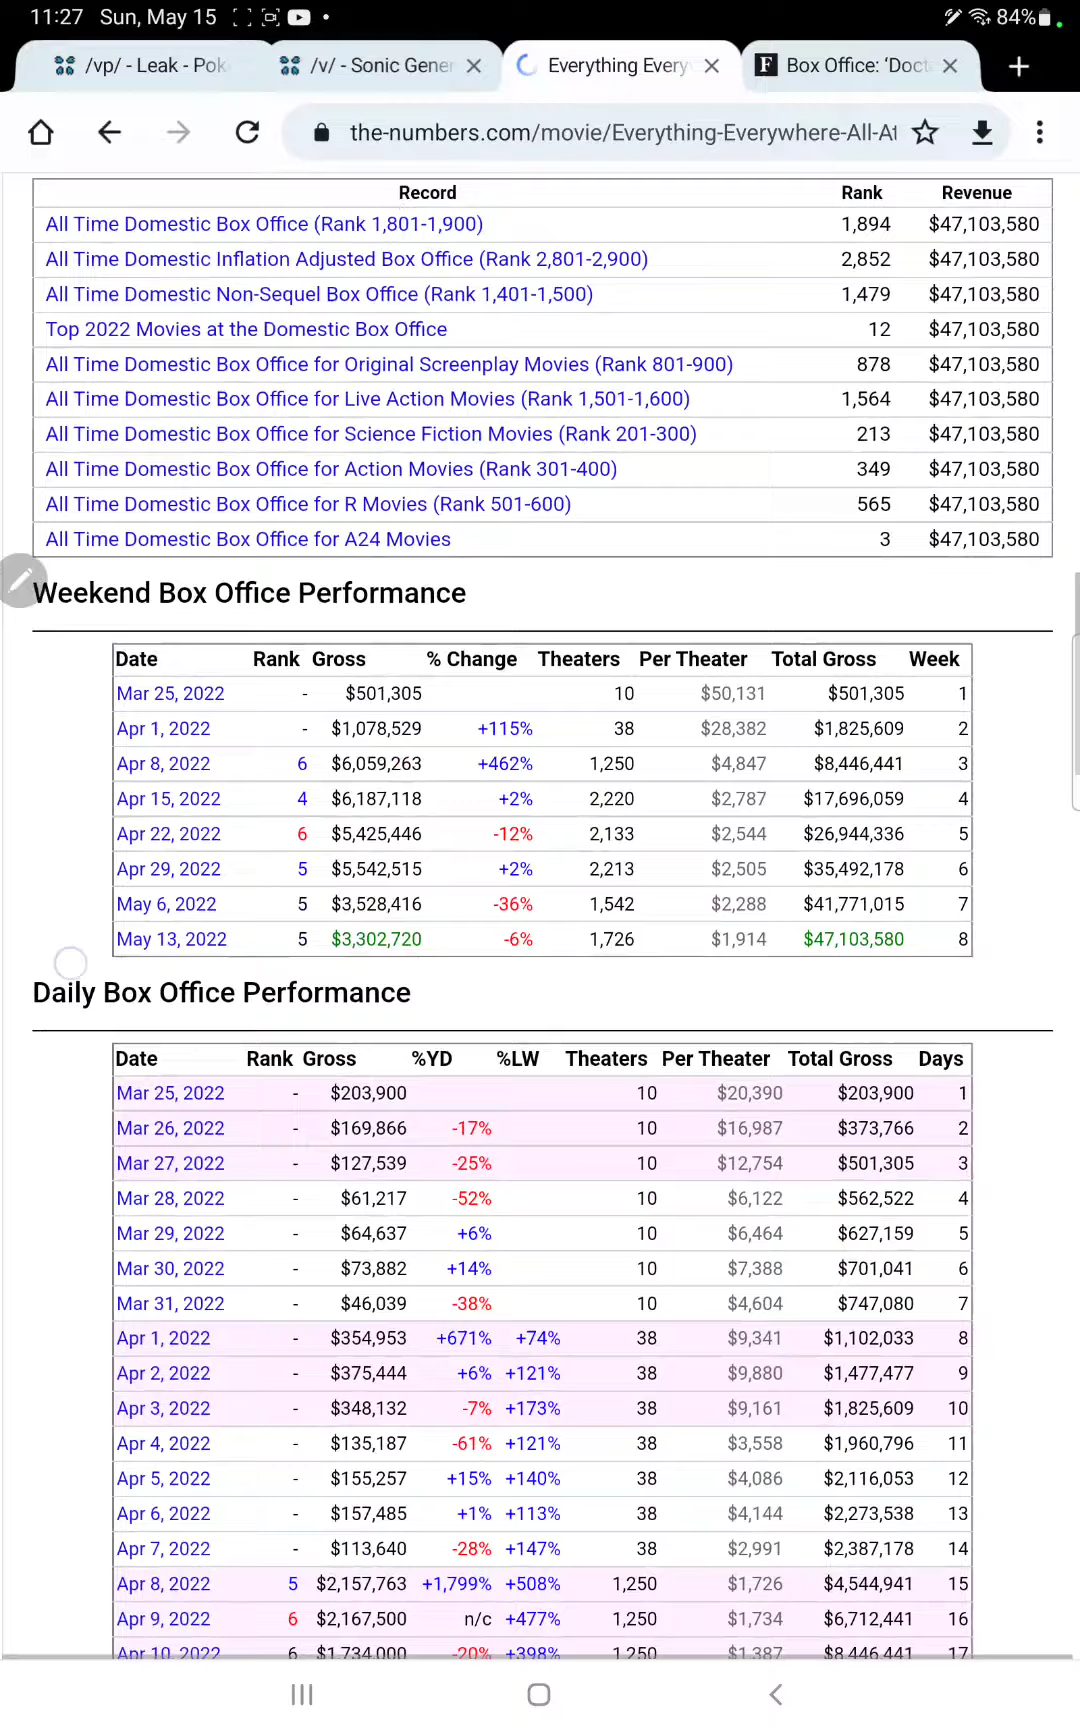 11:27 Sun, May 15 84%
/vp/ - Leak - Pok /v/ - Sonic Gener Everything Every Box Office: ‘Doct
the-numbers.com/movie/Everything-Everywhere-All-At
Record Rank Revenue
All Time Domestic Box Office (Rank 1,801-1,900) 1,894 $47,103,580
All Time Domestic Inflation Adjusted Box Office (Rank 2,801-2,900) 2,852 $47,103,580
All Time Domestic Non-Sequel Box Office (Rank 1,401-1,500) 1,479 $47,103,580
Top 2022 Movies at the Domestic Box Office 12 $47,103,580
All Time Domestic Box Office for Original Screenplay Movies (Rank 801-900) 878 $47,103,580
All Time Domestic Box Office for Live Action Movies (Rank 1,501-1,600) 1,564 $47,103,580
All Time Domestic Box Office for Science Fiction Movies (Rank 201-300) 213 $47,103,580
All Time Domestic Box Office for Action Movies (Rank 301-400) 349 $47,103,580
All Time Domestic Box Office for R Movies (Rank 501-600) 565 $47,103,580
All Time Domestic Box Office for A24 Movies 3 $47,103,580
Weekend Box Office Performance
Date Rank Gross % Change Theaters Per Theater Total Gross Week
Mar 25, 2022 - $501,305 10 $50,131 $501,305 1
Apr 1, 2022 - $1,078,529 +115% 38 $28,382 $1,825,609 2
Apr 8, 2022 6 $6,059,263 +462% 1,250 $4,847 $8,446,441 3
Apr 15, 2022 4 $6,187,118 +2% 2,220 $2,787 $17,696,059 4
Apr 22, 2022 6 $5,425,446 -12% 2,133 $2,544 $26,944,336 5
Apr 29, 2022 5 $5,542,515 +2% 2,213 $2,505 $35,492,178 6
May 6, 2022 5 $3,528,416 -36% 1,542 $2,288 $41,771,015 7
May 13, 2022 5 $3,302,720 -6% 1,726 $1,914 $47,103,580 8
Daily Box Office Performance
Date Rank Gross %YD %LW Theaters Per Theater Total Gross Days
Mar 25, 2022 - $203,900 10 $20,390 $203,900 1
Mar 26, 2022 - $169,866 -17% 10 $16,987 $373,766 2
Mar 27, 2022 - $127,539 -25% 10 $12,754 $501,305 3
Mar 28, 2022 - $61,217 -52% 10 $6,122 $562,522 4
Mar 29, 2022 - $64,637 +6% 10 $6,464 $627,159 5
Mar 30, 2022 - $73,882 +14% 10 $7,388 $701,041 6
Mar 31, 2022 - $46,039 -38% 10 $4,604 $747,080 7
Apr 1, 2022 - $354,953 +671% +74% 38 $9,341 $1,102,033 8
Apr 2, 2022 - $375,444 +6% +121% 38 $9,880 $1,477,477 9
Apr 3, 2022 - $348,132 -7% +173% 38 $9,161 $1,825,609 10
Apr 4, 2022 - $135,187 -61% +121% 38 $3,558 $1,960,796 11
Apr 5, 2022 - $155,257 +15% +140% 38 $4,086 $2,116,053 12
Apr 6, 2022 - $157,485 +1% +113% 38 $4,144 $2,273,538 13
Apr 7, 2022 - $113,640 -28% +147% 38 $2,991 $2,387,178 14
Apr 8, 2022 5 $2,157,763 +1,799% +508% 1,250 $1,726 $4,544,941 15
Apr 9, 2022 6 $2,167,500 n/c +477% 1,250 $1,734 $6,712,441 16
Apr 10, 2022 6 $1,734,000 -20% +398% 1,250 $1,387 $8,446,441 17